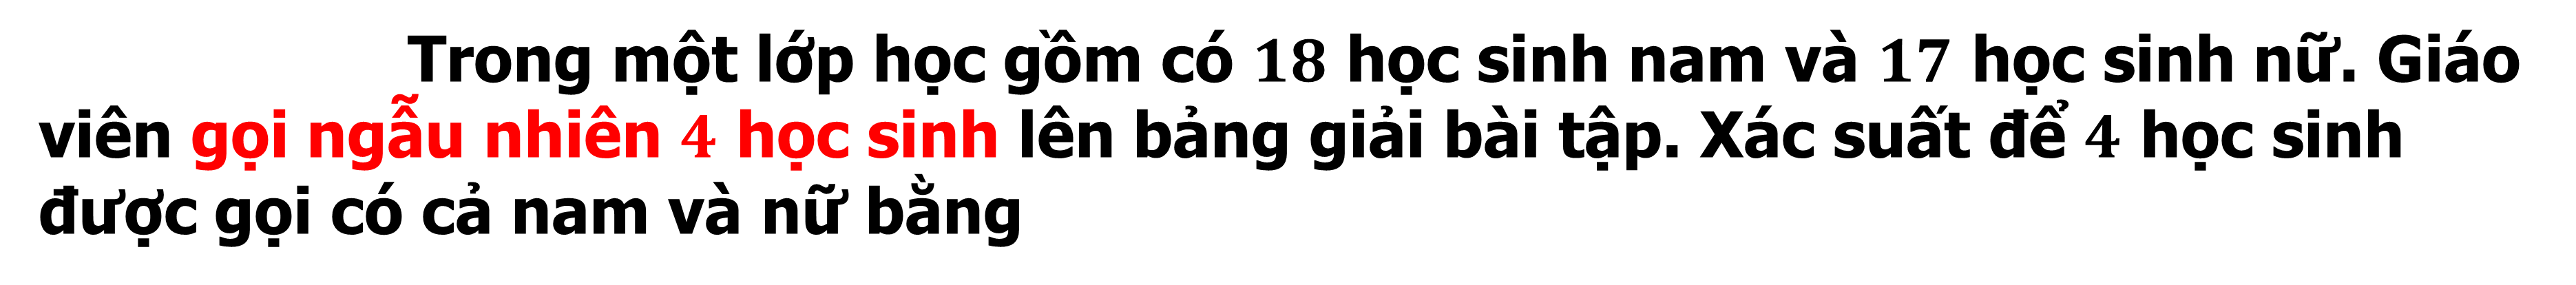 Trong một lớp học gồm có 18 học sinh nam và 17 học sinh nữ. Giáo
viên gọi ngẫu nhiên 4 học sinh lên bảng giải bài tập. Xác suất để 4 học sinh
được gọi có cả nam và nữ bằng